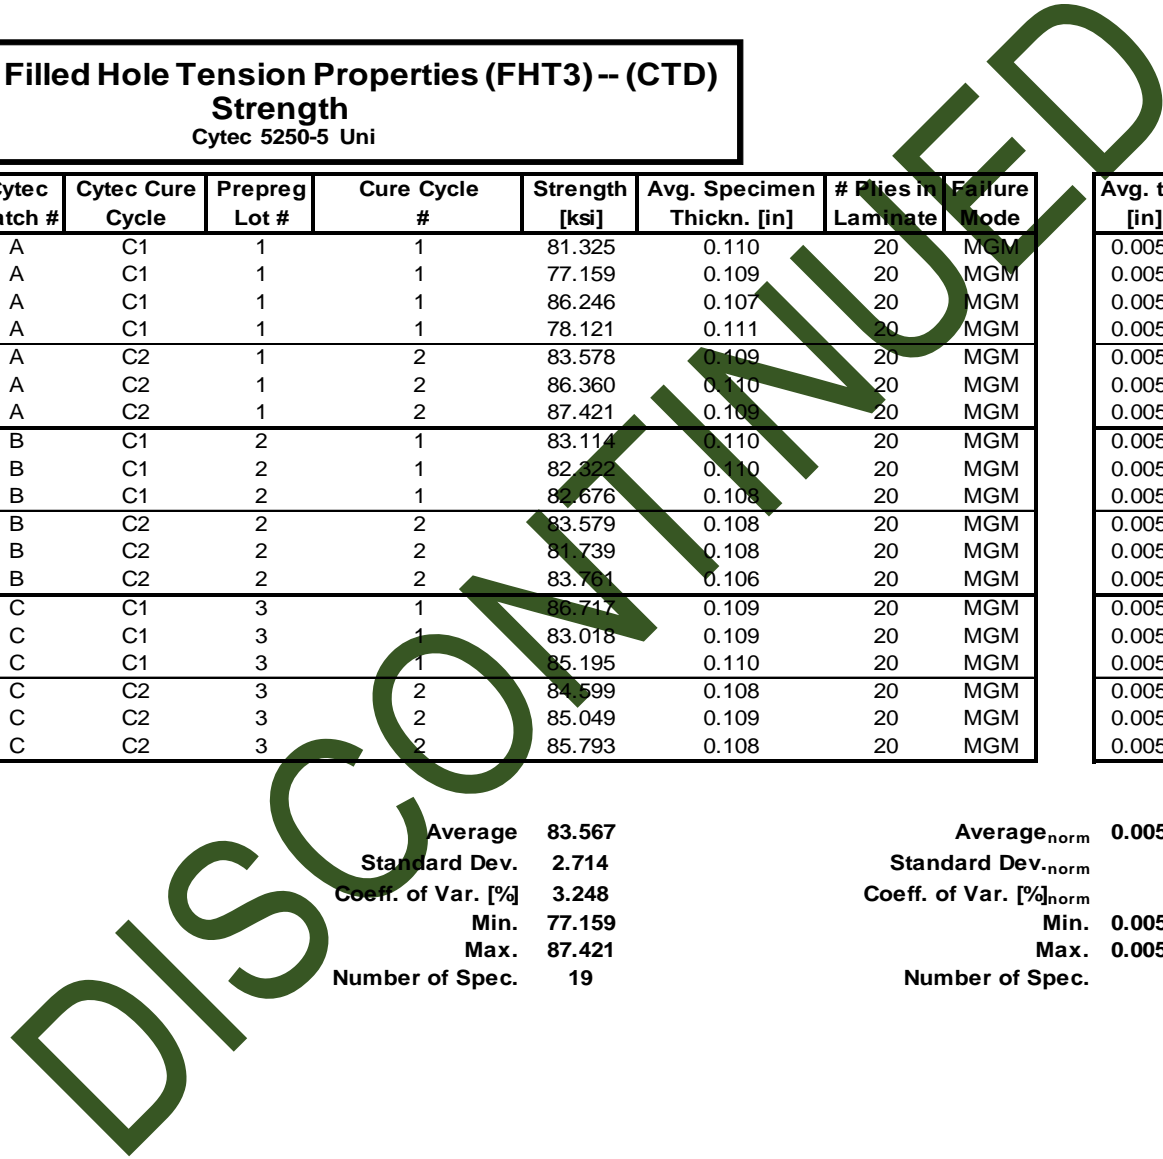 Filled Hole Tension Properties (FHT3) -- (CTD)
Strength
Cytec 5250-5 Uni
Cytec Cure Prepreg Cure Cycle Strength Avg. Specimen # Plies in Failure Avg.
# Cycle Lot # # [ksi] Thickn. [in] Laminate Mode [in]
A C1 1 1 81.325 0.110 20 MGM 0.005
A C1 1 1 77.159 0.109 20 MGM 0.005
A C1 1 1 86.246 0.107 20 MGM 0.005
A C1 1 1 78.121 0.111 20 MGM 0.005
A C2 1 2 83.578 0.109 20 MGM 0.005
A C2 1 2 86.360 0.110 20 MGM 0.005
A C2 1 2 87.421 0.109 20 MGM 0.005
B C1 2 1 83.114 0.110 20 MGM 0.005
B C1 2 1 82.322 0.110 20 MGM 0.005
B C1 2 1 82.676 0.108 20 MGM 0.005
B C2 2 2 83.579 0.108 20 MGM 0.005
B C2 2 2 81.739 0.108 20 MGM 0.005
B C2 2 2 83.761 0.106 20 MGM 0.005
C C1 3 1 86.717 0.109 20 MGM 0.005
C C1 3 1 83.018 0.109 20 MGM 0.005
C C1 3 1 85.195 0.110 20 MGM 0.005
C C2 3 2 84.599 0.108 20 MGM 0.005
C C2 3 2 85.049 0.109 20 MGM 0.005
C C2 3 2 85.793 0.108 20 MGM 0.005
Average 83.567 Averagenorm 0.005
Standard Dev. 2.714 Standard Dev.norm
Coeff. of Var. [%] 3.248 Coeff. of Var. [%]norm
Min. 77.159 Min. 0.005
Max. 87.421 Max. 0.005
Number of Spec. 19 Number of Spec.
DISCONTINUED